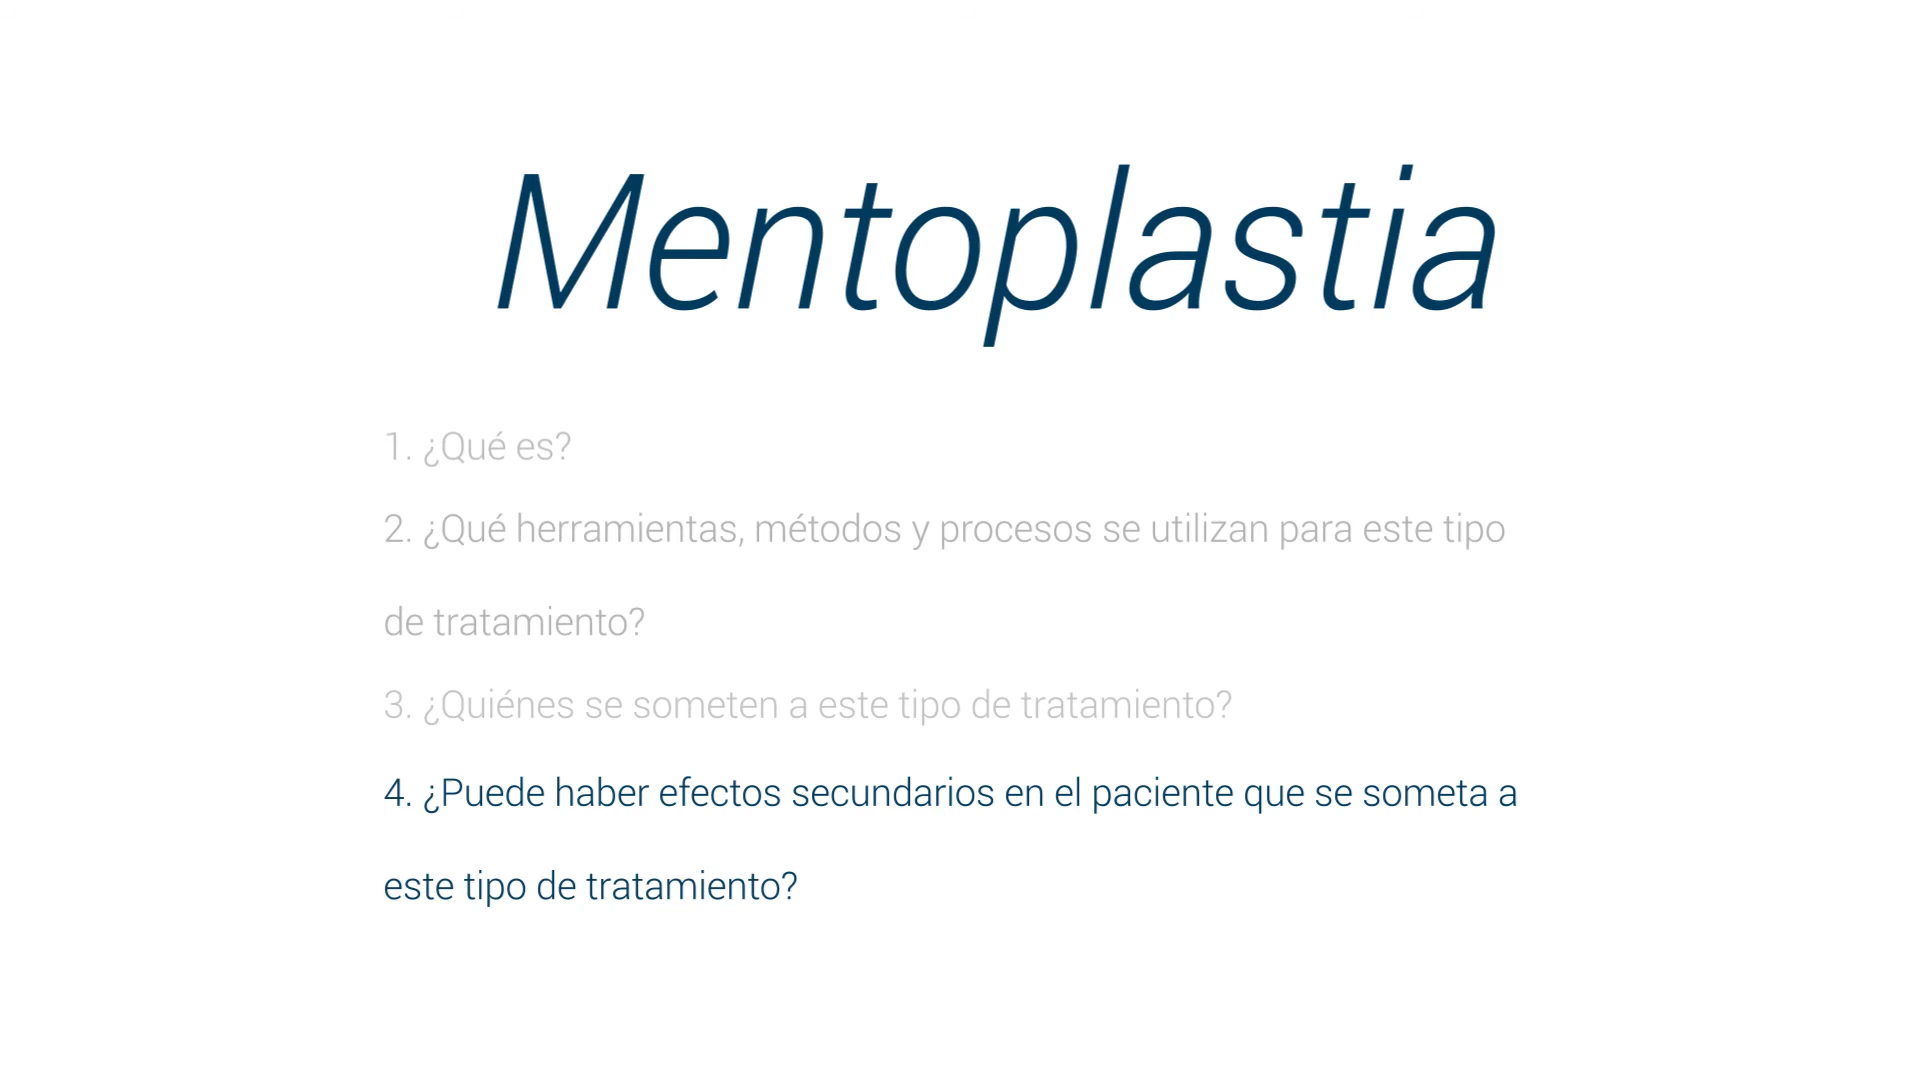 Mentoplastia
1. ¿Qué es?
2. ¿Qué herramientas, métodos y procesos se utilizan para este tipo
de tratamiento?
3. ¿Quiénes se someten a este tipo de tratamiento?
4. ¿Puede haber efectos secundarios en el paciente que se someta a
este tipo de tratamiento?